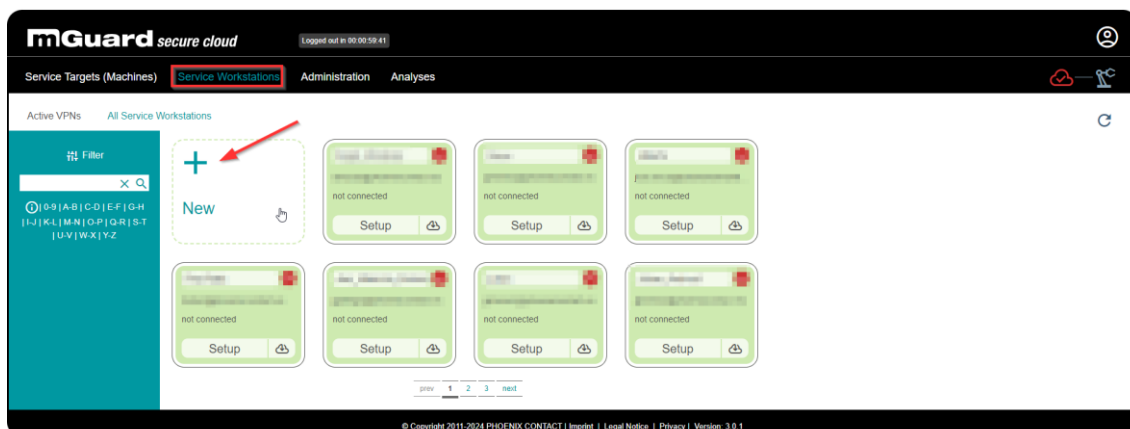 mGuard secure cloud
Logged out in 00:00:59:41
Service Targets (Machines) Service Workstations Administration Analyses
Active VPNs All Service Workstations
Filter
0-9 | A-B | C-D | E-F | G-H
| I-J | K-L | M-N | O-P | Q-R | S-T
| U-V | W-X | Y-Z
New
not connected
Setup
not connected
Setup
not connected
Setup
not connected
Setup
not connected
Setup
not connected
Setup
not connected
Setup
prev 1 2 3 next
© Copyright 2011-2024 PHOENIX CONTACT | Imprint | Legal Notice | Privacy | Version: 3.0.1